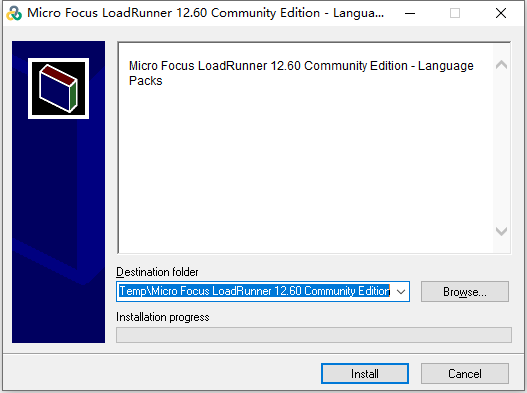 Micro Focus LoadRunner 12.60 Community Edition - Langua...
Micro Focus LoadRunner 12.60 Community Edition - Language
Packs
Destination folder
Temp\Micro Focus LoadRunner 12.60 Community Edition
Browse...
Installation progress
Install
Cancel